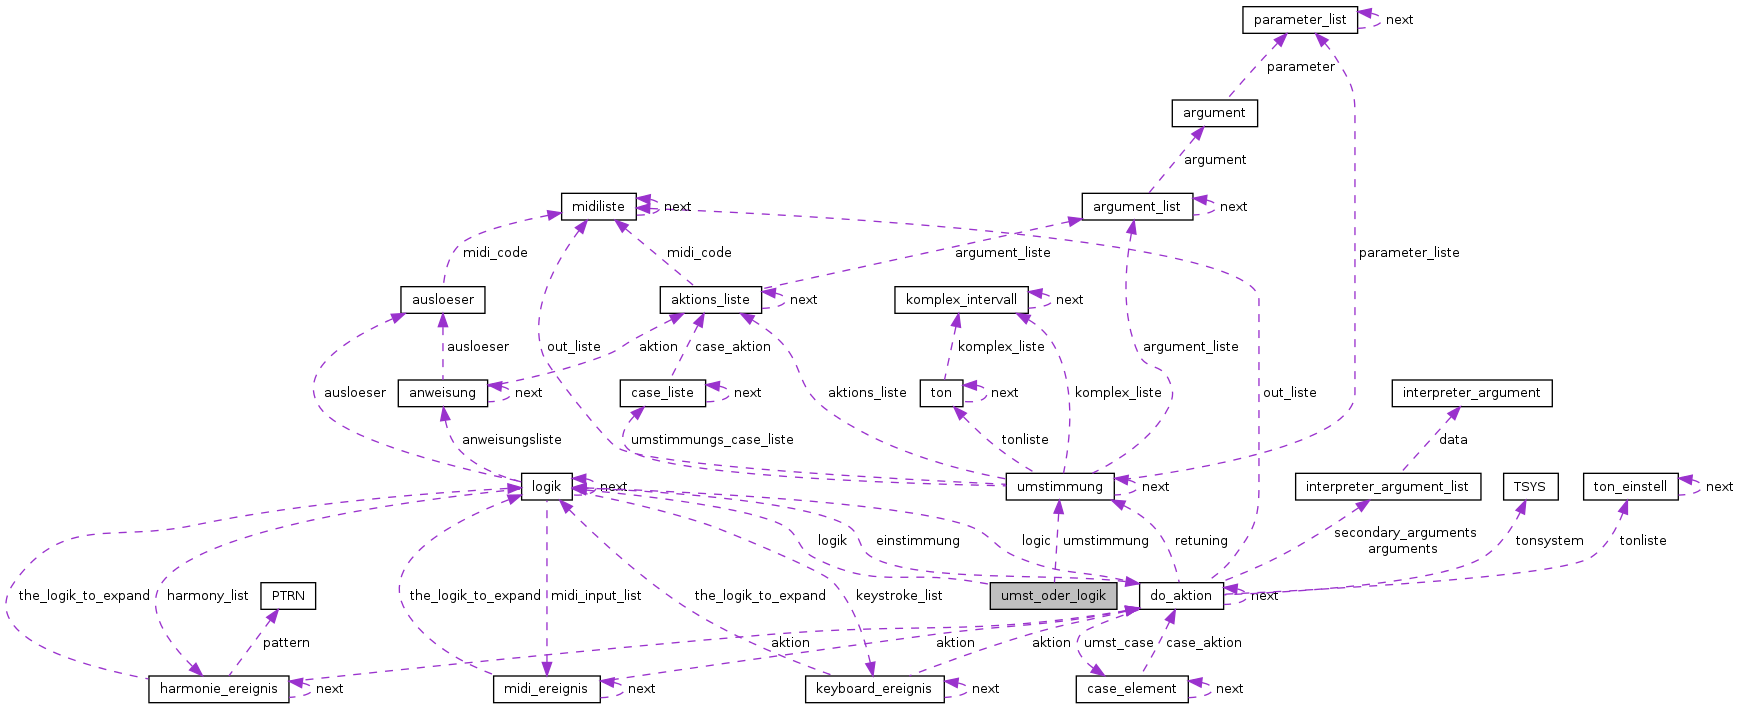 parameter_list
next
parameter
argument
argument
midiliste
next
argument_list
next
midi_code
midi_code
argument_liste
parameter_liste
ausloeser
aktions_liste
next
komplex_intervall
next
ausloeser
aktion
case_aktion
out_liste
komplex_liste
argument_liste
anweisung
next
case_liste
next
ton
next
interpreter_argument
ausloeser
aktions_liste
komplex_liste
out_liste
anweisungsliste
umstimmungs_case_liste
tonliste
data
logik
next
umstimmung
next
interpreter_argument_list
TSYS
ton_einstell
next
logik
einstimmung
logic
umstimmung
retuning
secondary_arguments
arguments
tonsystem
tonliste
the_logik_to_expand
harmony_list
PTRN
the_logik_to_expand
midi_input_list
the_logik_to_expand
keystroke_list
umst_oder_logik
do_aktion
next
pattern
aktion
aktion
aktion
umst_case
case_aktion
harmonie_ereignis
next
midi_ereignis
next
keyboard_ereignis
next
case_element
next